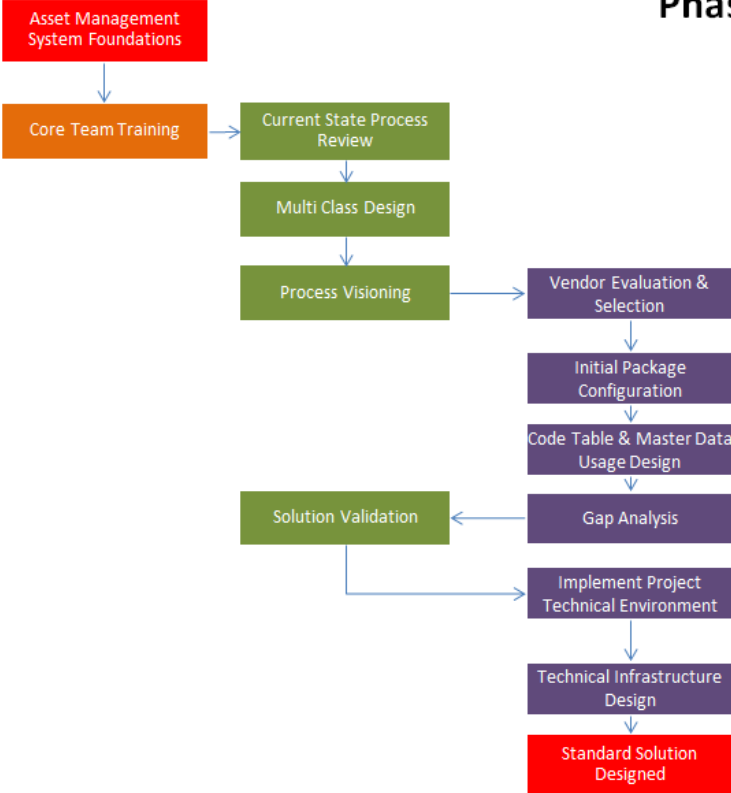 Phas
Asset Management
System Foundations
Core Team Training
Current State Process
Review
Multi Class Design
Process Visioning
Vendor Evaluation &
Selection
Initial Package
Configuration
Code Table & Master Data
Usage Design
Gap Analysis
Solution Validation
Implement Project
Technical Environment
Technical Infrastructure
Design
Standard Solution
Designed